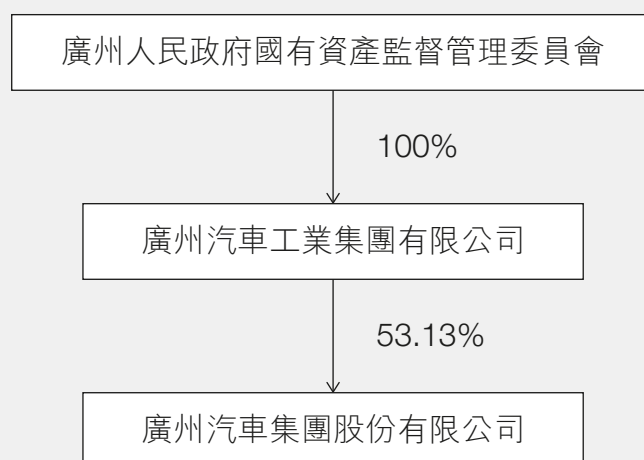 廣州人民政府國有資產監督管理委員會
100%
廣州汽車工業集團有限公司
53.13%
廣州汽車集團股份有限公司